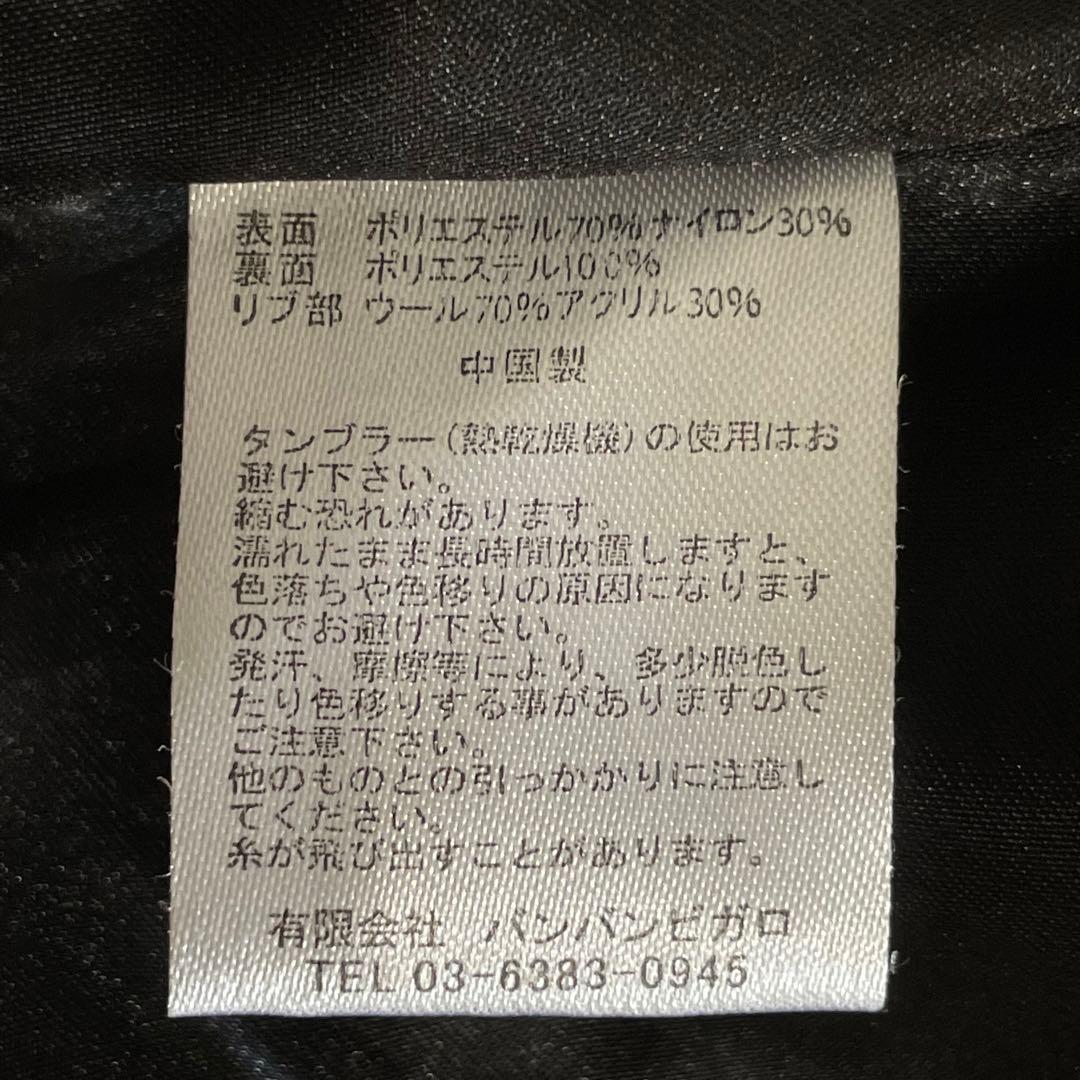 表面 ポリエステル70%ナイロン30%
裏面 ポリエステル100%
リブ部 ウール70%アクリル30%
中国製
タンブラー(熱乾燥機)の使用はお
避け下さい。
縮む恐れがあります。
濡れたまま長時間放置しますと、
色落ちや色移りの原因になります
のでお避け下さい。
発汗、摩擦等により、多少脱色し
たり色移りする事がありますので
ご注意下さい。
他のものとの引っかかりに注意し
てください。
糸が飛び出すことがあります。
有限会社 バンバンビガロ
TEL 03-6383-0945